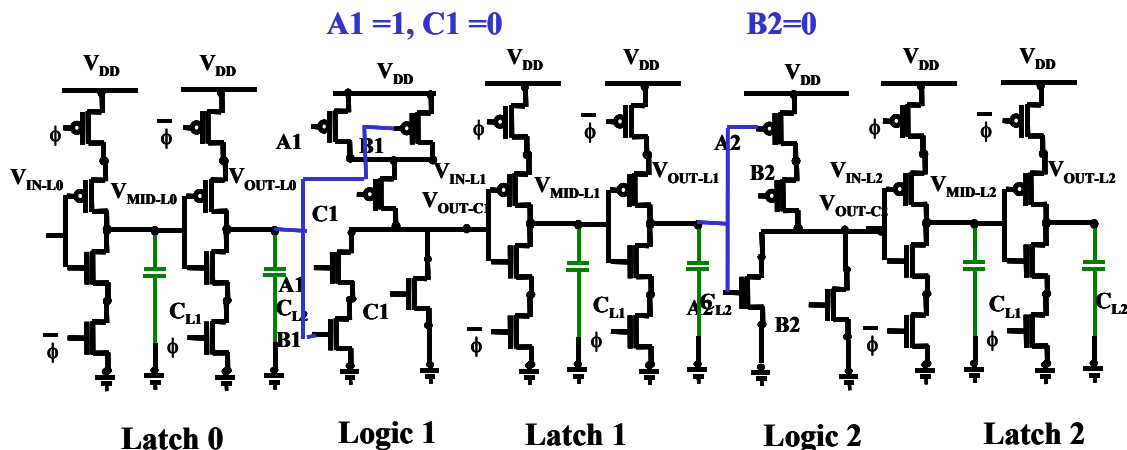 A1 =1, C1 =0
B2=0
VDD
VDD
VDD
VDD
VDD
VDD
VDD
VDD
ϕ
ϕ̅
A1
B1
ϕ
ϕ̅
A2
B2
ϕ
ϕ̅
VIN-L0
VMID-L0
VOUT-L0
C1
VIN-L1
VOUT-C1
VMID-L1
VOUT-L1
VIN-L2
VMID-L2
VOUT-L2
A1
CL1
CL2
B1
C1
CL1
A2
CL2
B2
CL1
CL2
ϕ̅
ϕ
ϕ̅
ϕ
ϕ̅
ϕ
Latch 0
Logic 1
Latch 1
Logic 2
Latch 2